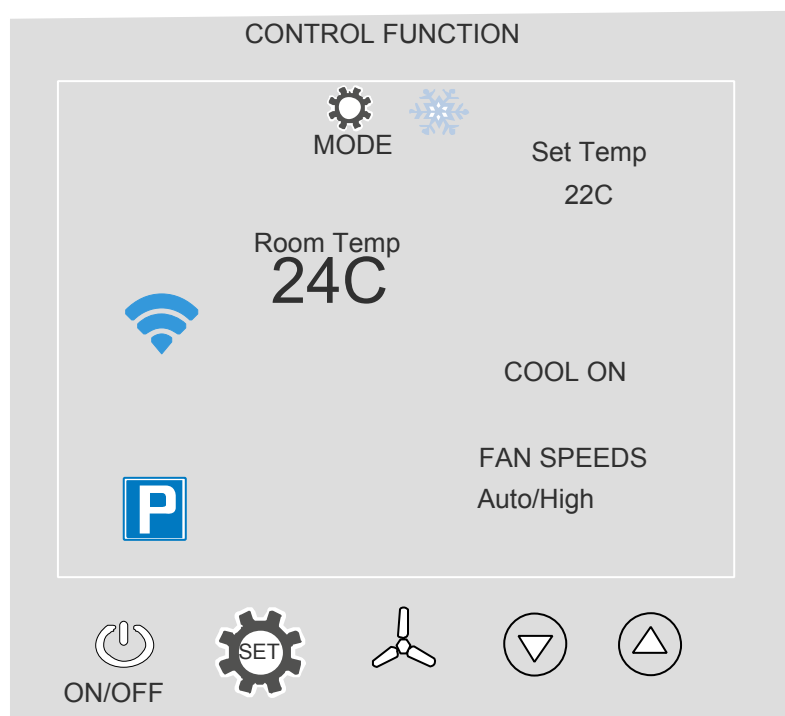 CONTROL FUNCTION
MODE
Set Temp
22C
Room Temp
24C
COOL ON
FAN SPEEDS
Auto/High
P
SET
ON/OFF